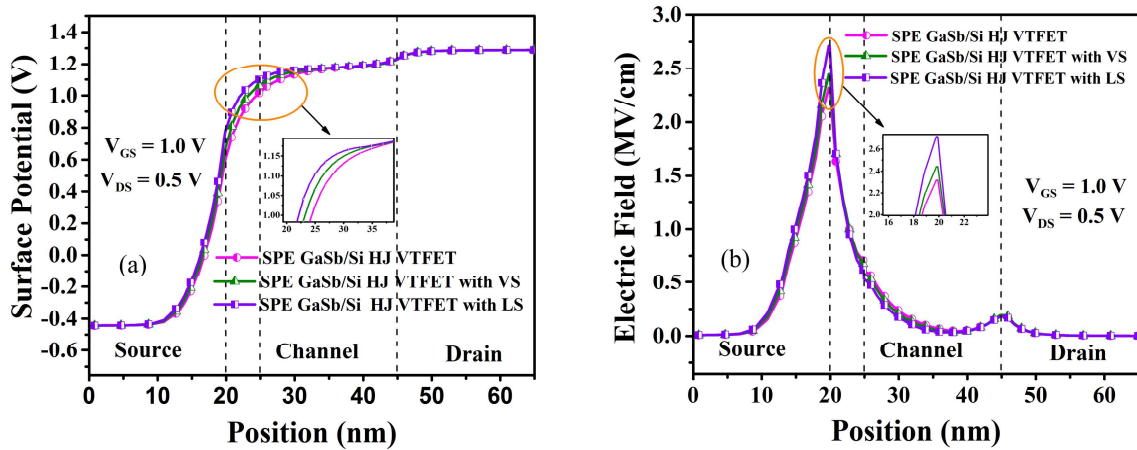 Surface Potential (V)
1.6
1.4
1.2
1.0
0.8
0.6
0.4
0.2
0.0
-0.2
-0.4
-0.6
V_GS = 1.0 V
V_DS = 0.5 V
1.15
1.10
1.05
1.00
20 25 30 35
(a)
SPE GaSb/Si HJ VTFET
SPE GaSb/Si HJ VTFET with VS
SPE GaSb/Si HJ VTFET with LS
Source Channel Drain
0 10 20 30 40 50 60
Position (nm)
Electric Field (MV/cm)
3.0
2.5
2.0
1.5
1.0
0.5
0.0
SPE GaSb/Si HJ VTFET
SPE GaSb/Si HJ VTFET with VS
SPE GaSb/Si HJ VTFET with LS
2.6
2.4
2.2
2.0
16 18 20 22
V_GS = 1.0 V
V_DS = 0.5 V
(b)
Source Channel Drain
0 10 20 30 40 50 60
Position (nm)